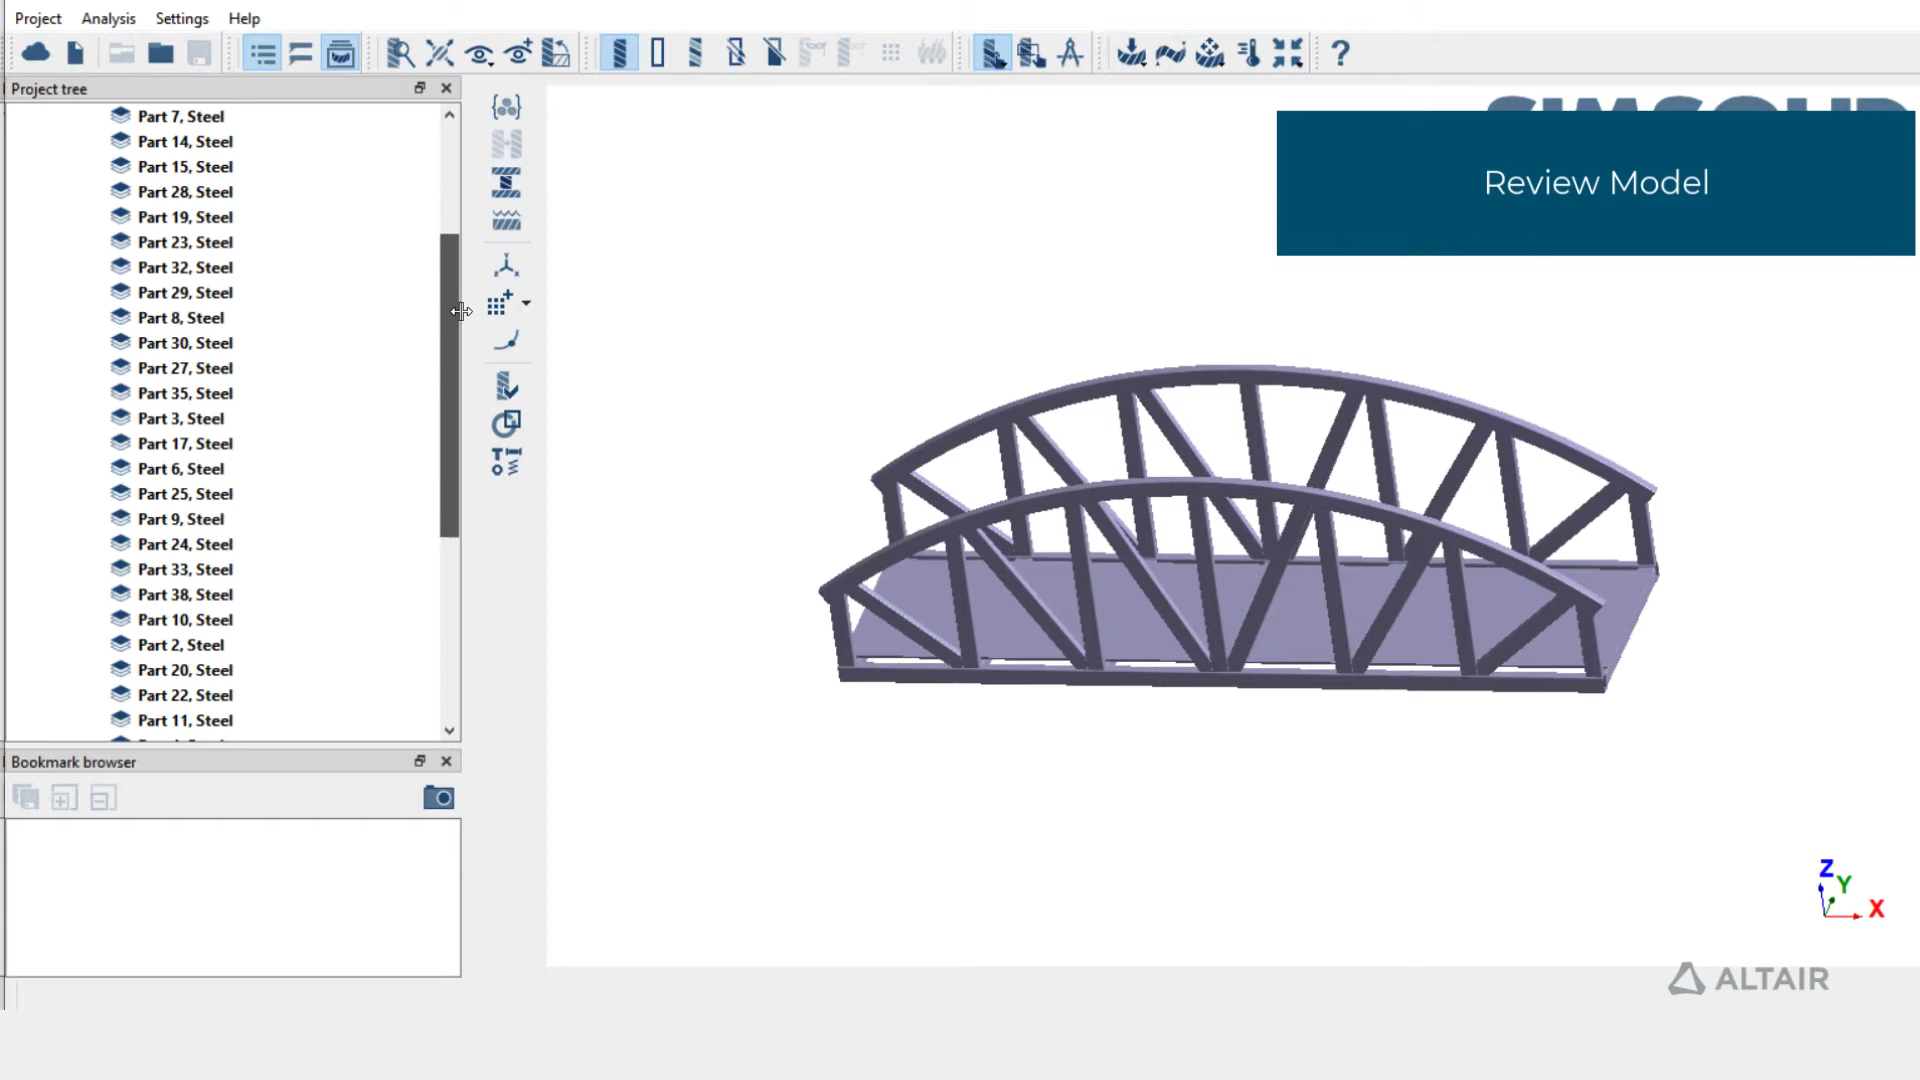 Project Analysis Settings Help
Project tree
Part 7, Steel
Part 14, Steel
Part 15, Steel
Part 28, Steel
Part 19, Steel
Part 23, Steel
Part 32, Steel
Part 29, Steel
Part 8, Steel
Part 30, Steel
Part 27, Steel
Part 35, Steel
Part 3, Steel
Part 17, Steel
Part 6, Steel
Part 25, Steel
Part 9, Steel
Part 24, Steel
Part 33, Steel
Part 38, Steel
Part 10, Steel
Part 2, Steel
Part 20, Steel
Part 22, Steel
Part 11, Steel
Bookmark browser
SIMSOLID
Review Model
Z
Y
X
ALTAIR